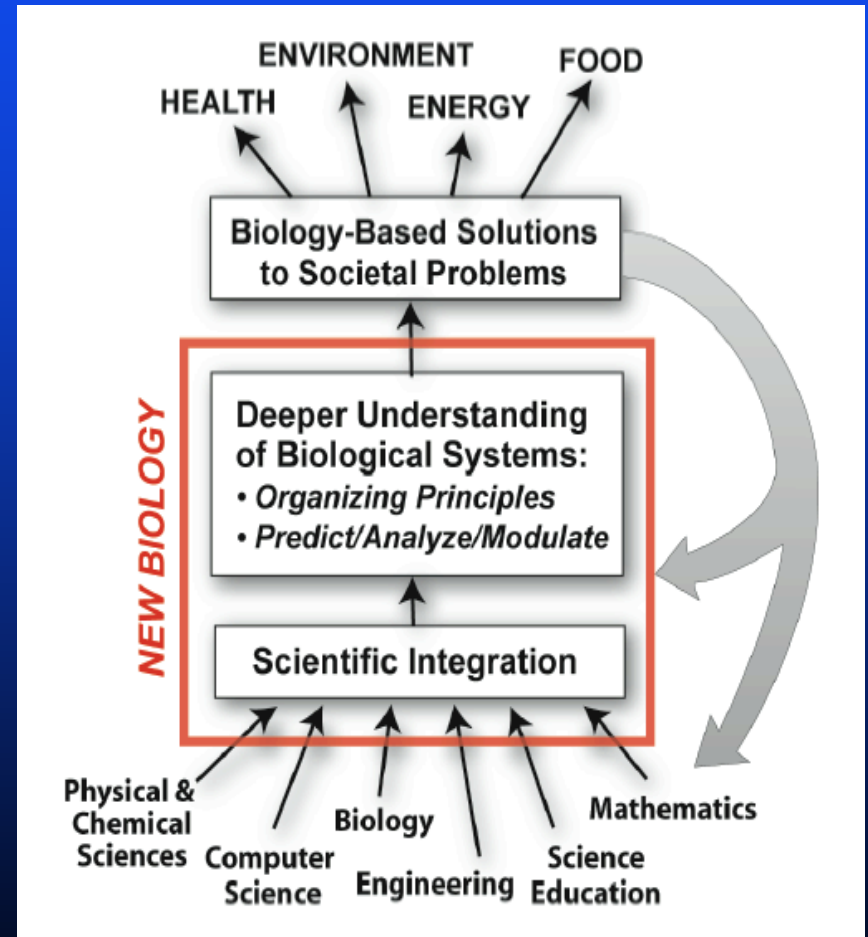 ENVIRONMENT
FOOD
HEALTH
ENERGY
Biology-Based Solutions
to Societal Problems
NEW BIOLOGY
Deeper Understanding
of Biological Systems:
• Organizing Principles
• Predict/Analyze/Modulate
Scientific Integration
Physical &
Chemical
Sciences
Computer
Science
Biology
Engineering
Science
Education
Mathematics